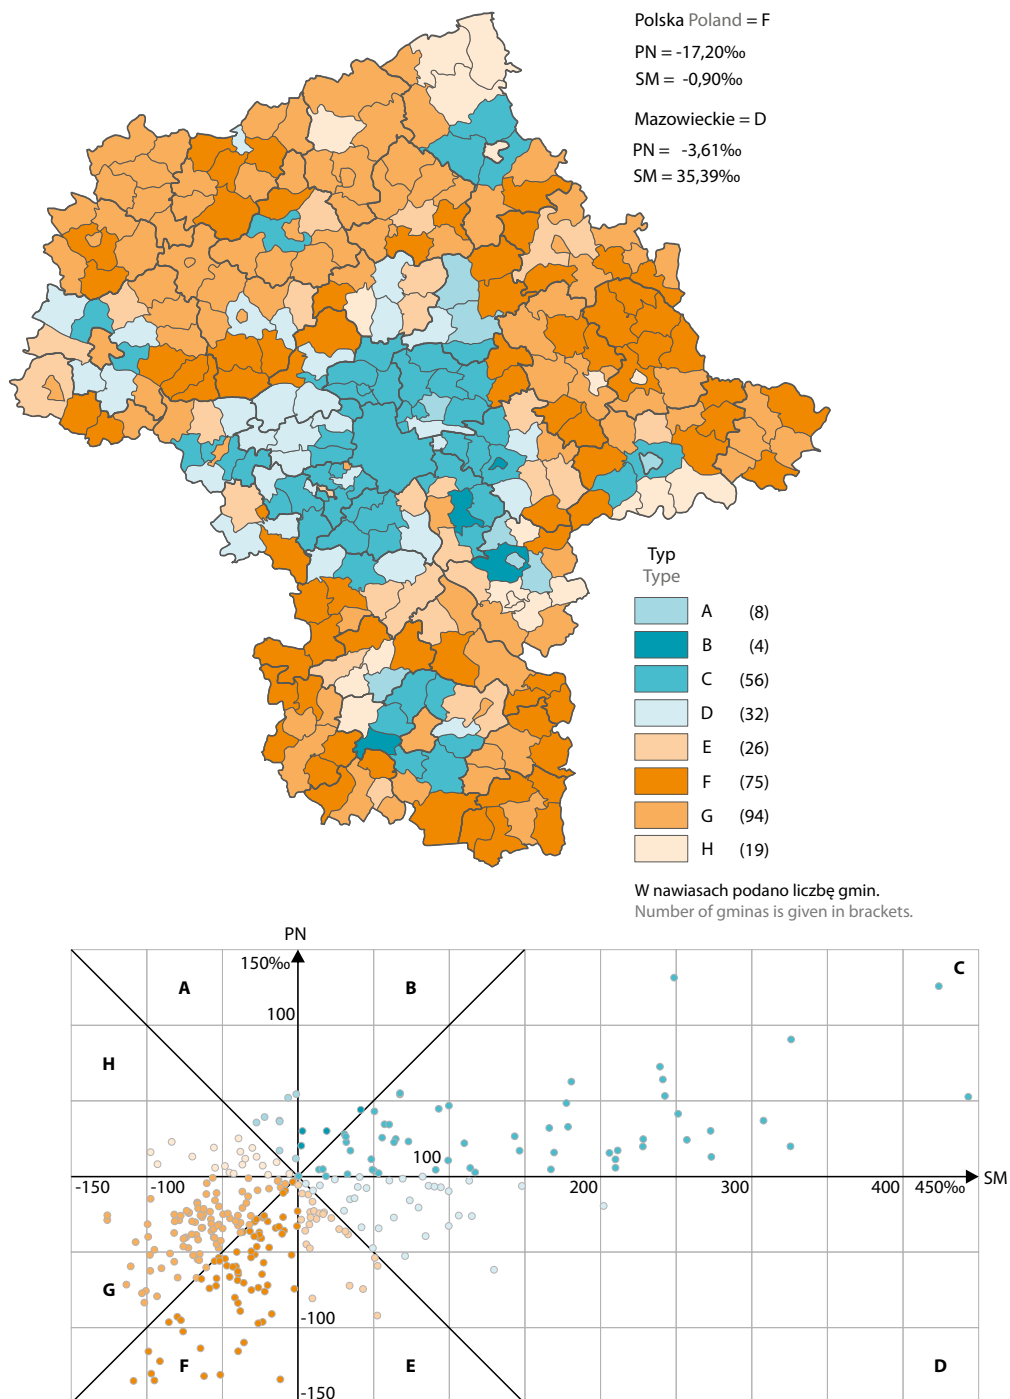 Polska Poland = F
PN = -17,20‰
SM = -0,90‰
Mazowieckie = D
PN = -3,61‰
SM = 35,39‰
Typ
Type
A (8)
B (4)
C (56)
D (32)
E (26)
F (75)
G (94)
H (19)
W nawiasach podano liczbę gmin.
Number of gminas is given in brackets.
PN
150‰
C
A
B
100
H
100
-150
-100
200
300
400
450‰
SM
G
-100
F
E
D
-150